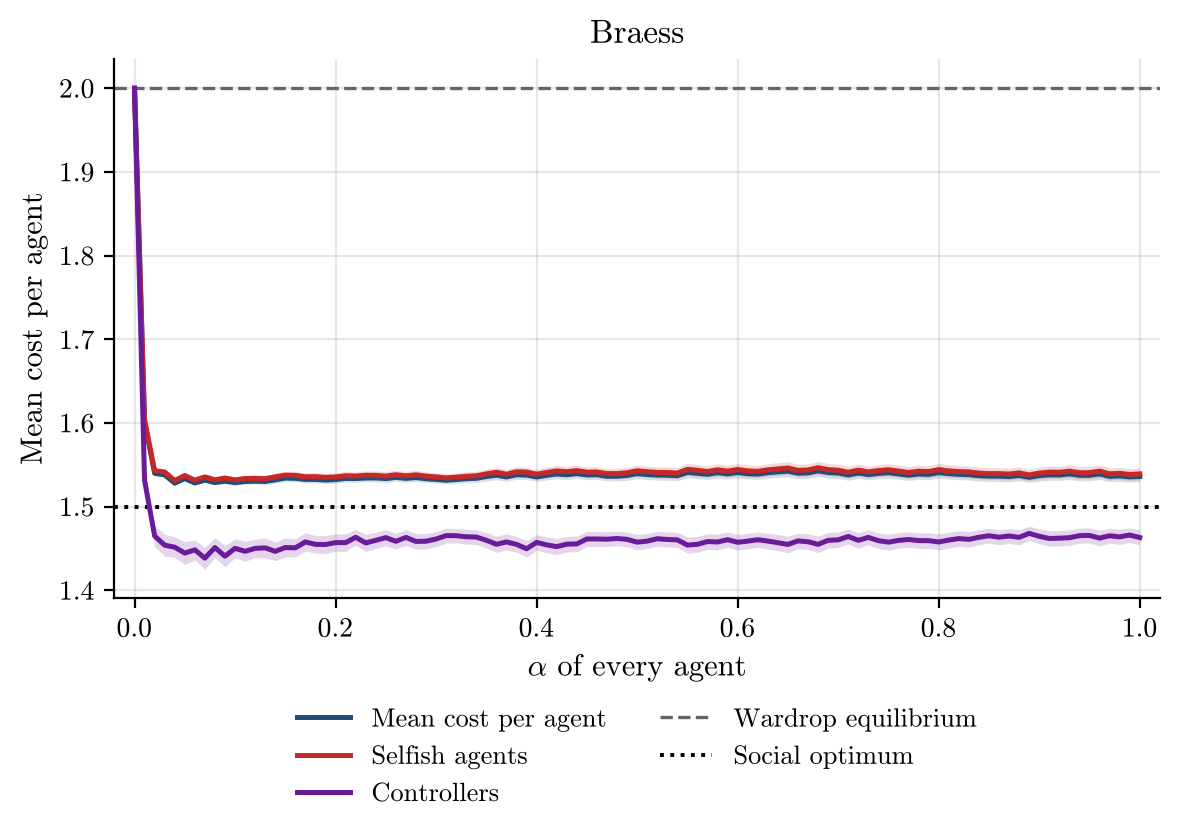 Braess
Mean cost per agent
2.0
1.9
1.8
1.7
1.6
1.5
1.4
0.0 0.2 0.4 0.6 0.8 1.0
α of every agent
Mean cost per agent
Selfish agents
Controllers
Wardrop equilibrium
Social optimum